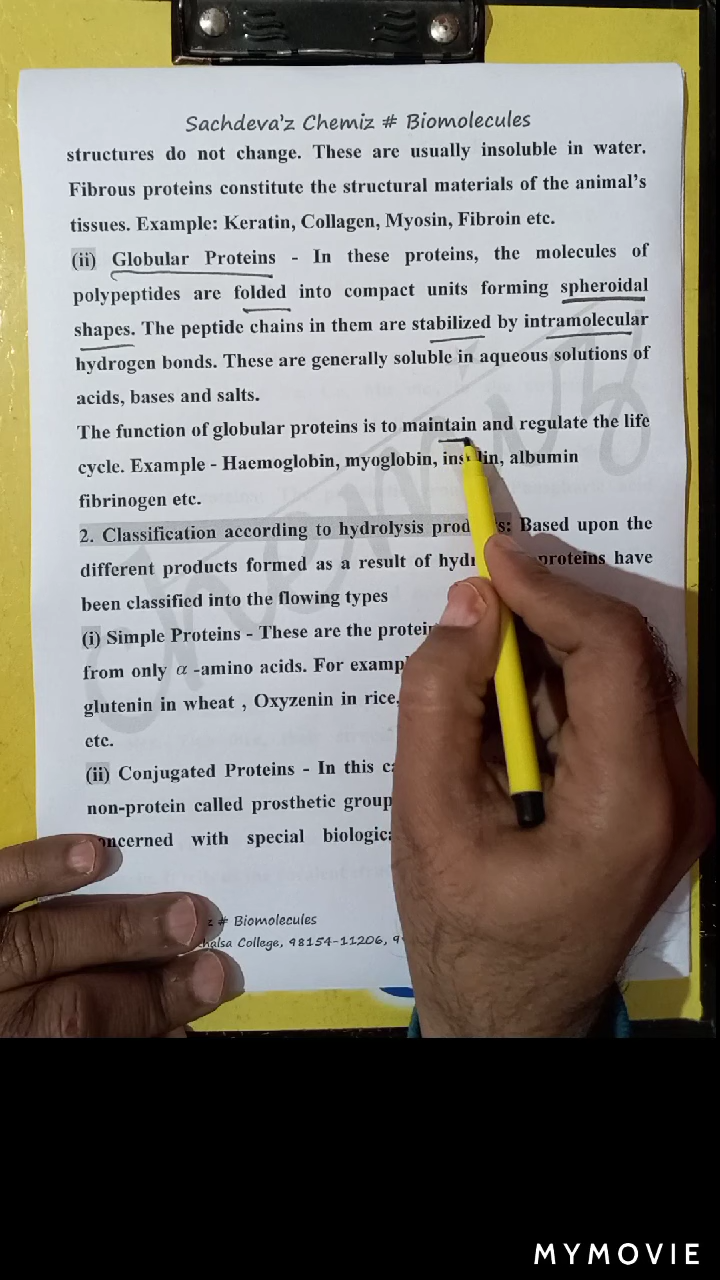 Sachdeva'z Chemiz # Biomolecules
structures do not change. These are usually insoluble in water.
Fibrous proteins constitute the structural materials of the animal's
tissues. Example: Keratin, Collagen, Myosin, Fibroin etc.
(ii) Globular Proteins - In these proteins, the molecules of
polypeptides are folded into compact units forming spheroidal
shapes. The peptide chains in them are stabilized by intramolecular
hydrogen bonds. These are generally soluble in aqueous solutions of
acids, bases and salts.
The function of globular proteins is to maintain and regulate the life
cycle. Example - Haemoglobin, myoglobin, albumin
fibrinogen etc.
2. Classification according to hydrolysis Based upon the
different products formed as a result of proteins have
been classified into the flowing types
(i) Simple Proteins - These are the
from only α -amino acids. For
glutenin in wheat , Oxyzenin in rice,
etc.
(ii) Conjugated Proteins - In this
non-protein called prosthetic
with special
# Biomolecules
College, 98154-11206,
chemiz
MYMOVIE